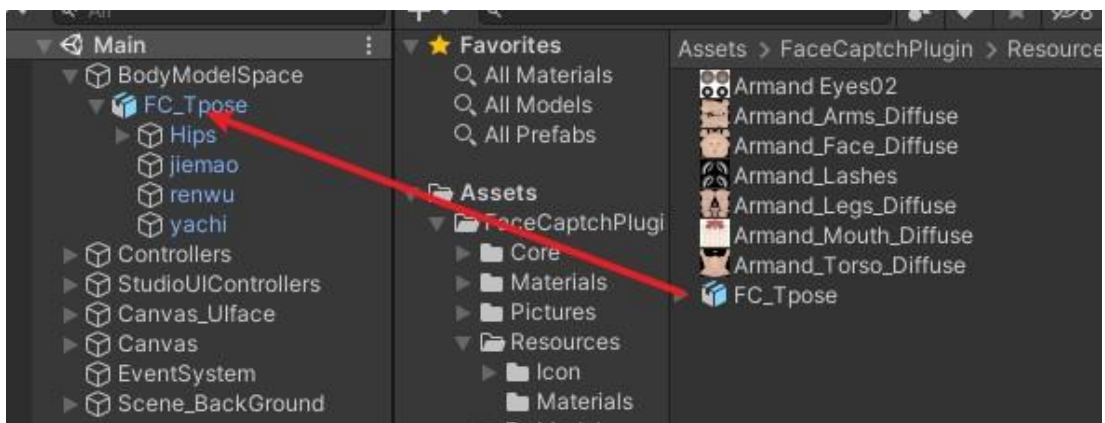 Main
BodyModelSpace
FC_Tpose
Hips
jiemao
renwu
yachi
Controllers
StudioUIControllers
Canvas_UIface
Canvas
EventSystem
Scene_BackGround
Favorites
All Materials
All Models
All Prefabs
Assets
FaceCaptchPlugi
Core
Materials
Pictures
Resources
Icon
Materials
Assets > FaceCaptchPlugin > Resource
Armand Eyes02
Armand_Arms_Diffuse
Armand_Face_Diffuse
Armand_Lashes
Armand_Legs_Diffuse
Armand_Mouth_Diffuse
Armand_Torso_Diffuse
FC_Tpose